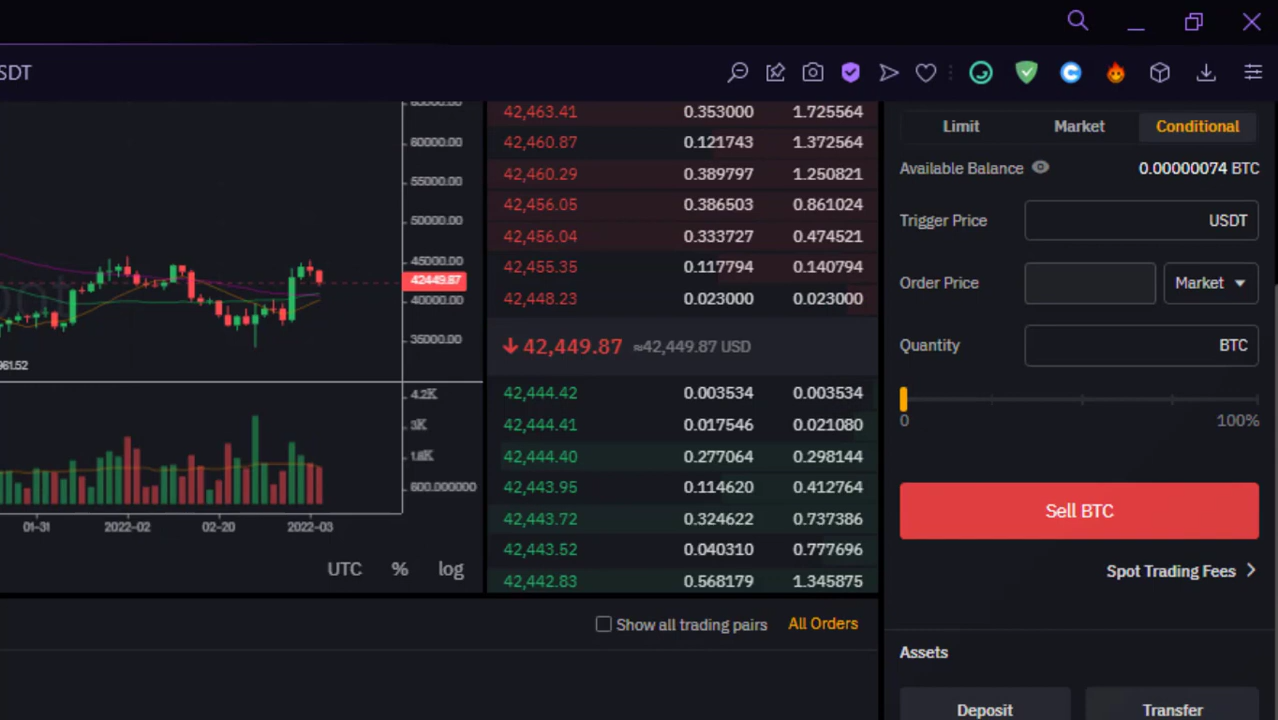 SDT
60000.00
55000.00
50000.00
45000.00
42449.87
40000.00
35000.00
961.52
4.2K
3K
1.8K
600.000000
01-31 2022-02 02-20 2022-03
UTC % log
42,463.41 0.353000 1.725564
42,460.87 0.121743 1.372564
42,460.29 0.389797 1.250821
42,456.05 0.386503 0.861024
42,456.04 0.333727 0.474521
42,455.35 0.117794 0.140794
42,448.23 0.023000 0.023000
42,449.87 ≈42,449.87 USD
42,444.42 0.003534 0.003534
42,444.41 0.017546 0.021080
42,444.40 0.277064 0.298144
42,443.95 0.114620 0.412764
42,443.72 0.324622 0.737386
42,443.52 0.040310 0.777696
42,442.83 0.568179 1.345875
Show all trading pairs All Orders
Limit Market Conditional
Available Balance 0.00000074 BTC
Trigger Price USDT
Order Price Market
Quantity BTC
0 100%
Sell BTC
Spot Trading Fees
Assets
Deposit Transfer